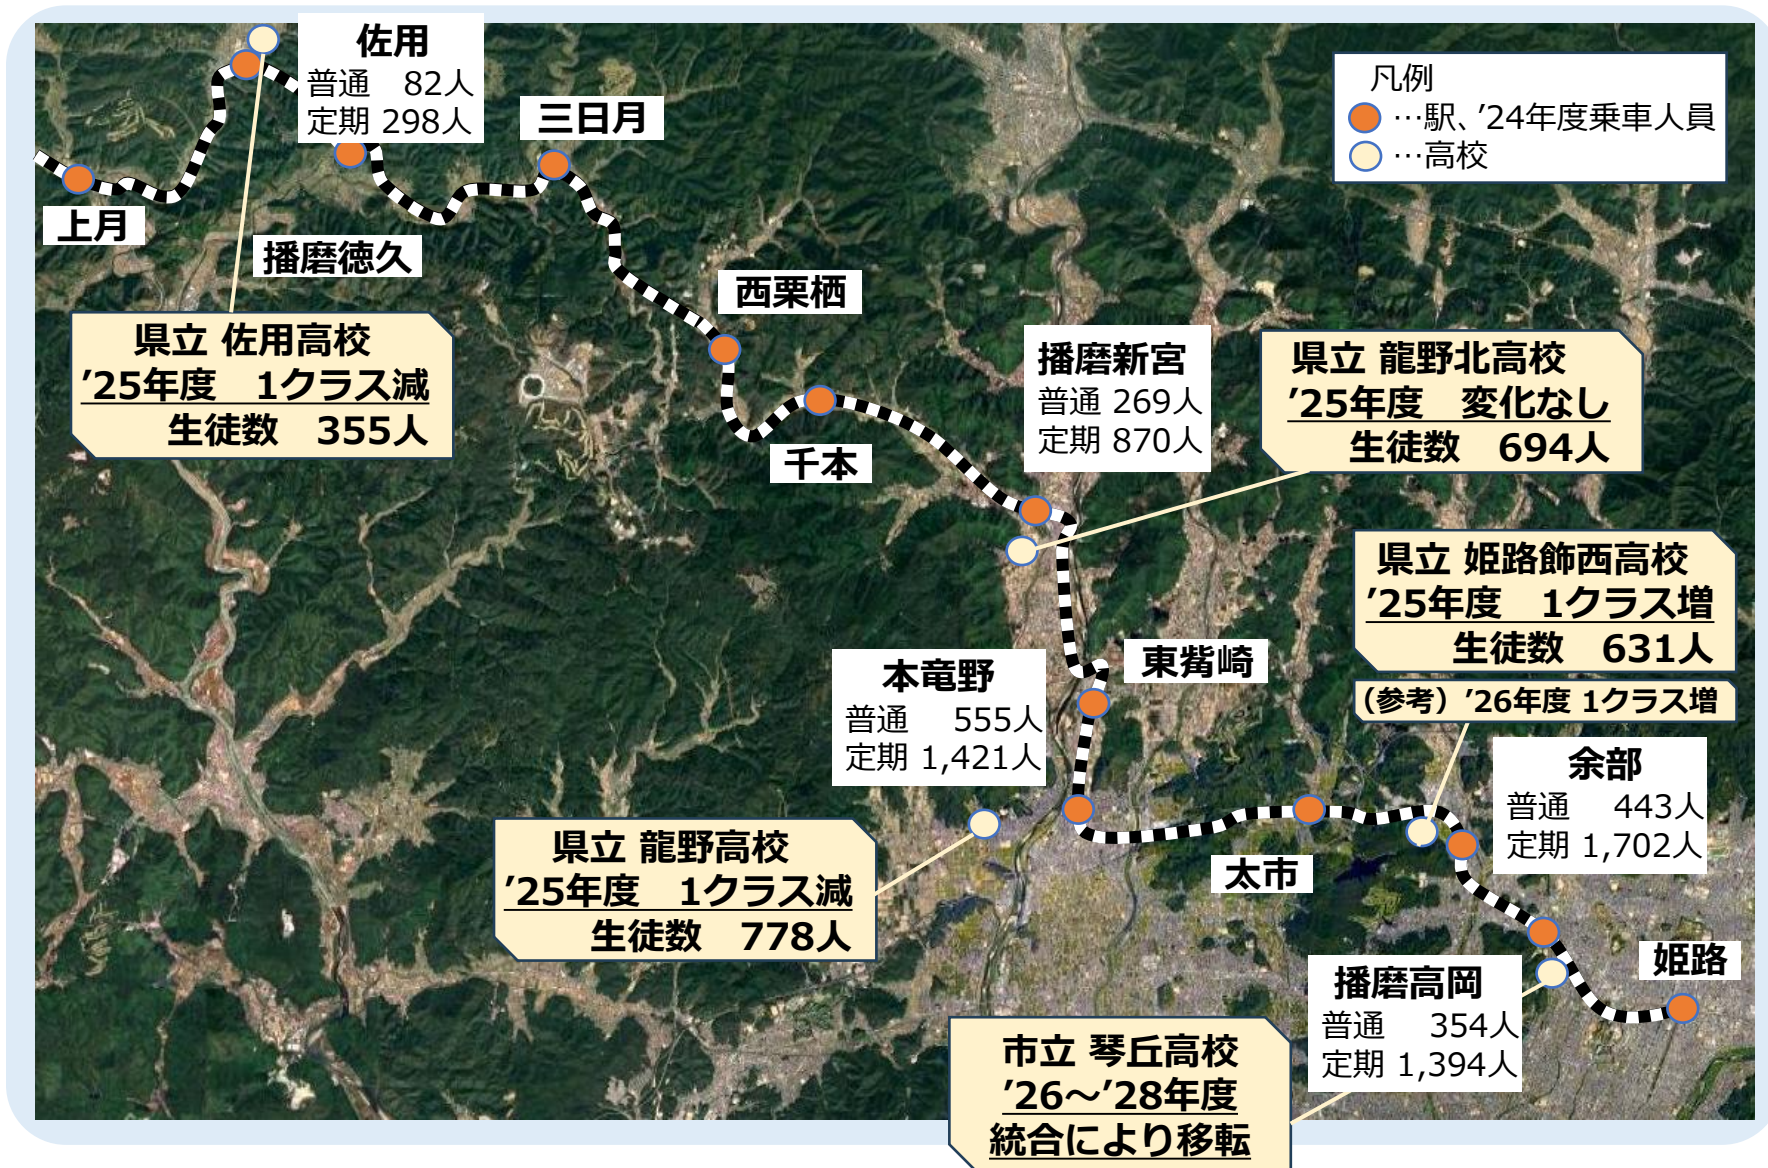 佐用
普通 82人
定期 298人
三日月
凡例
…駅、’24年度乗車人員
…高校
上月
播磨徳久
西栗栖
県立 佐用高校
’25年度 1クラス減
生徒数 355人
播磨新宮
普通 269人
定期 870人
県立 龍野北高校
’25年度 変化なし
生徒数 694人
千本
県立 姫路飾西高校
’25年度 1クラス増
生徒数 631人
（参考）’26年度 1クラス増
東觜崎
本竜野
普通 555人
定期 1,421人
余部
普通 443人
定期 1,702人
県立 龍野高校
’25年度 1クラス減
生徒数 778人
太市
姫路
播磨高岡
普通 354人
定期 1,394人
市立 琴丘高校
’26～’28年度
統合により移転